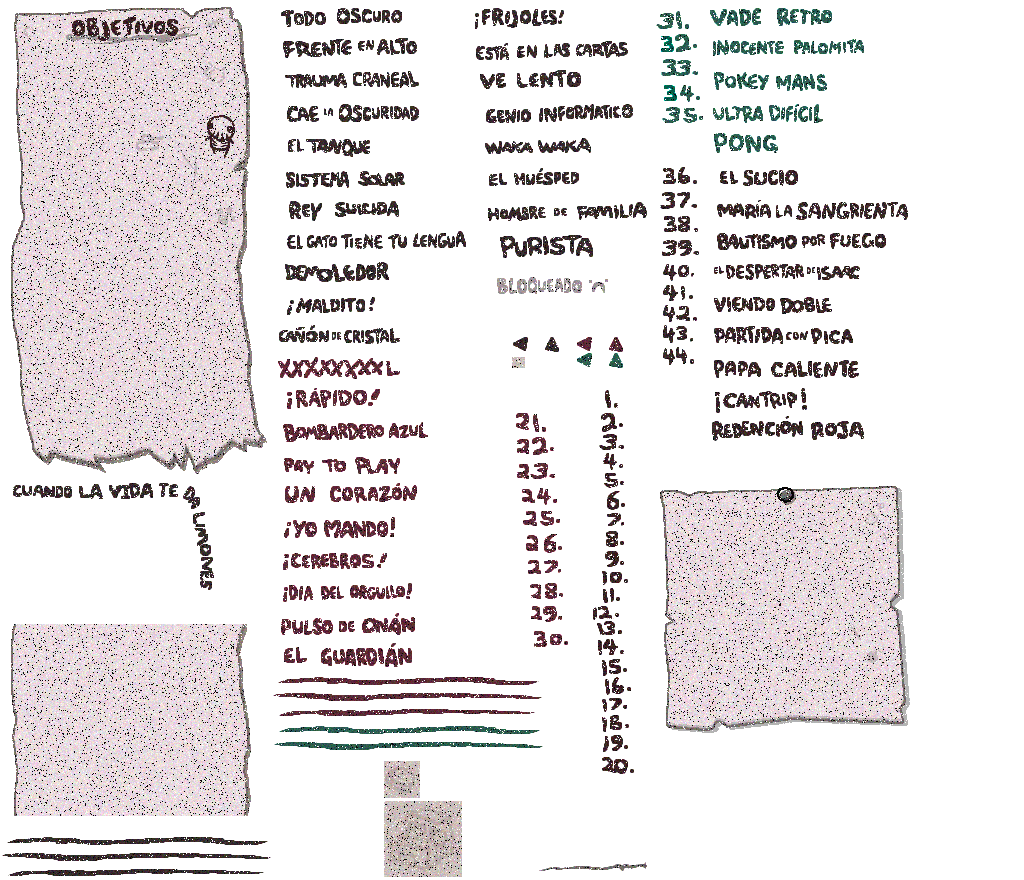 OBJETIVOS
CUANDO LA VIDA TE DA LIMONES
TODO OSCURO
FRENTE EN ALTO
TRAUMA CRANEAL
CAE LA OSCURIDAD
EL TANQUE
SISTEMA SOLAR
REY SUICIDA
EL GATO TIENE TU LENGUA
DEMOLEDOR
¡MALDITO!
CAÑÓN DE CRISTAL
XXXXXXXXL
¡RÁPIDO!
BOMBARDERO AZUL
PAY TO PLAY
UN CORAZÓN
¡YO MANDO!
¡CEREBROS!
¡DIA DEL ORGULLO!
PULSO DE ONÁN
EL GUARDIÁN
¡FRIJOLES!
ESTÁ EN LAS CARTAS
VE LENTO
GENIO INFORMATICO
WAKA WAKA
EL HUÉSPED
HOMBRE DE FAMILIA
PURISTA
BLOQUEADO "∩"
21.
22.
23.
24.
25.
26.
27.
28.
29.
30.
1.
2.
3.
4.
5.
6.
7.
8.
9.
10.
11.
12.
13.
14.
15.
16.
17.
18.
19.
20.
31.
32.
33.
34.
35.
36.
37.
38.
39.
40.
41.
42.
43.
44.
VADE RETRO
INOCENTE PALOMITA
POKEY MANS
ULTRA DIFÍCIL
PONG
EL SUCIO
MARÍA LA SANGRIENTA
BAUTISMO POR FUEGO
EL DESPERTAR DE ISAAC
VIENDO DOBLE
PARTIDA CON PICA
PAPA CALIENTE
¡CANTRIP!
REDENCIÓN ROJA